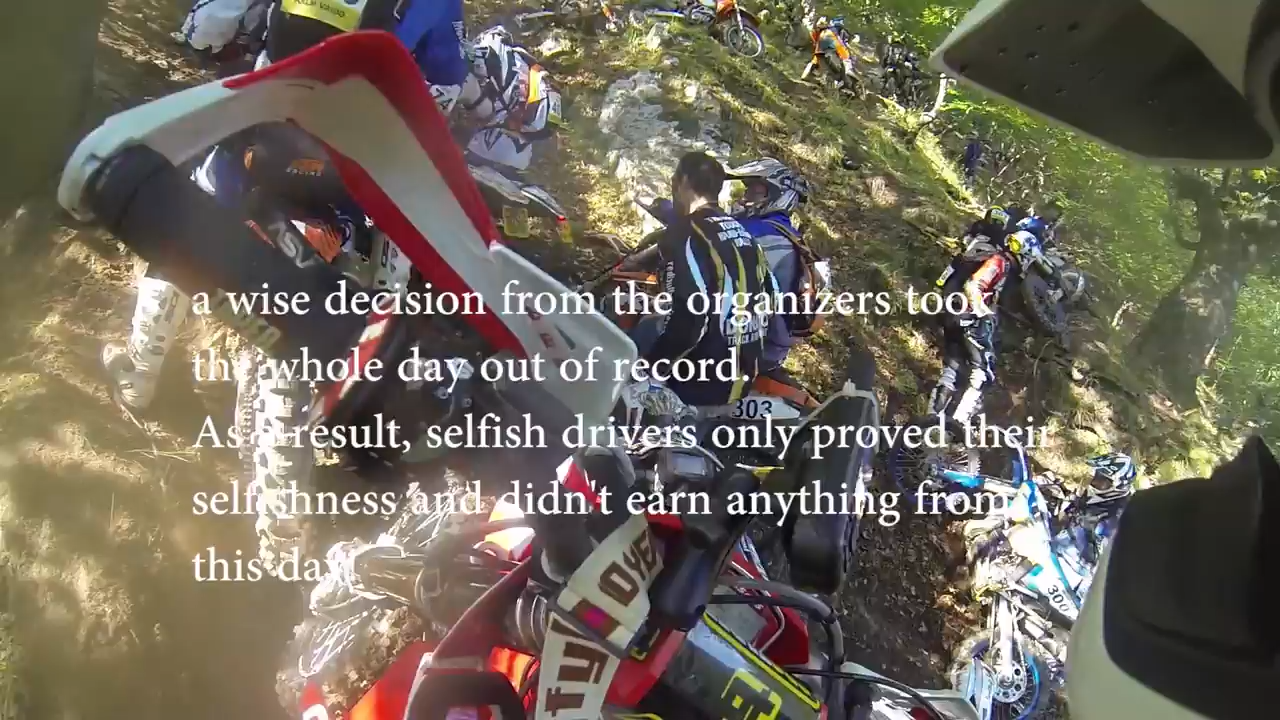 a wise decision from the organizers took
the whole day out of record.
As a result, selfish drivers only proved their
selfishness and didn't earn anything from
this day
303
300